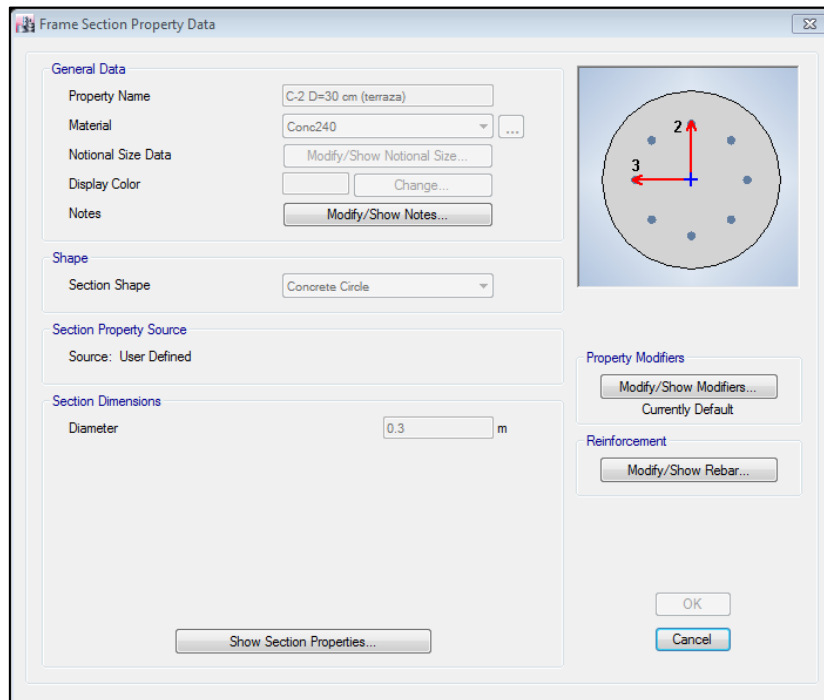 Frame Section Property Data
General Data
Property Name C-2 D=30 cm (terraza)
Material Conc240 ...
Notional Size Data Modify/Show Notional Size...
Display Color Change...
Notes Modify/Show Notes...
2
3
Shape
Section Shape Concrete Circle
Section Property Source
Source: User Defined
Property Modifiers
Modify/Show Modifiers...
Currently Default
Section Dimensions
Diameter 0.3 m
Reinforcement
Modify/Show Rebar...
Show Section Properties...
OK
Cancel